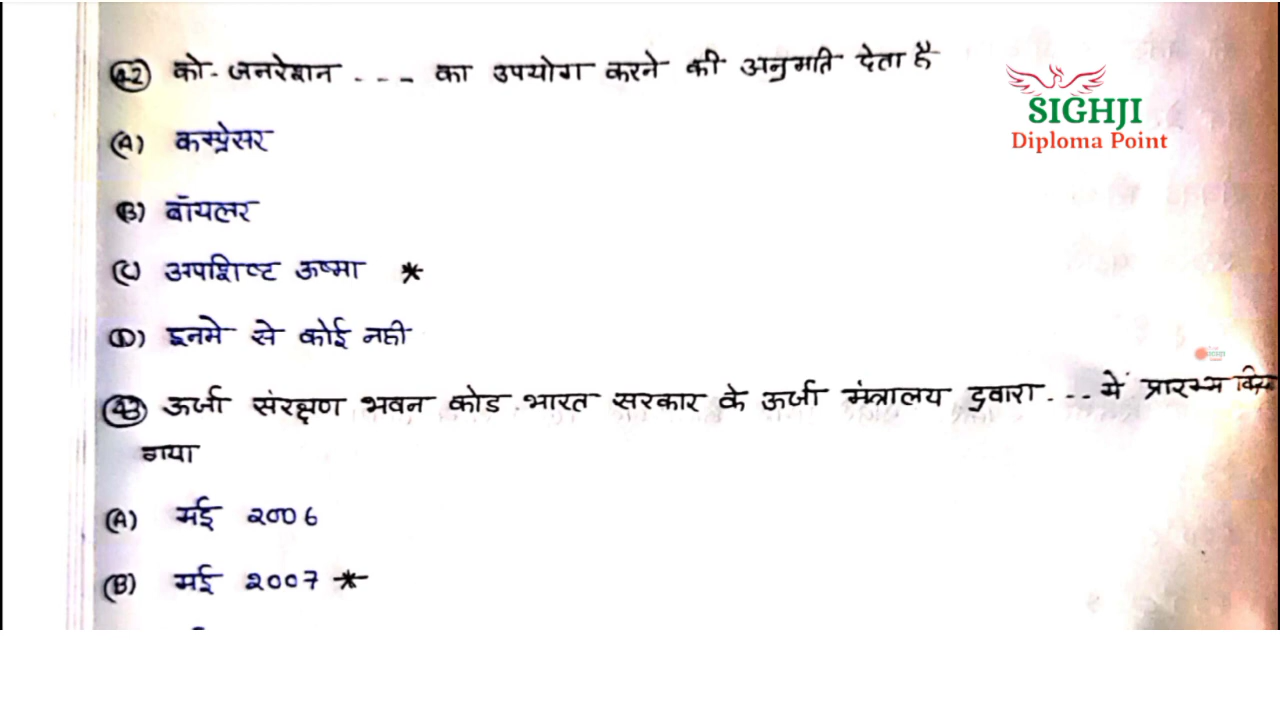 42 को-जनरेशन ---- का उपयोग करने की अनुमति देता है
SIGHJI
Diploma Point
(A) कम्प्रेसर
(B) बॉयलर
(C) अपशिष्ट ऊष्मा *
(D) इनमे से कोई नही
43 ऊर्जा संरक्षण भवन कोड भारत सरकार के ऊर्जा मंत्रालय दुवारा ---- में प्रारम्भ किया
गया
(A) मई 2006
(B) मई 2007 *